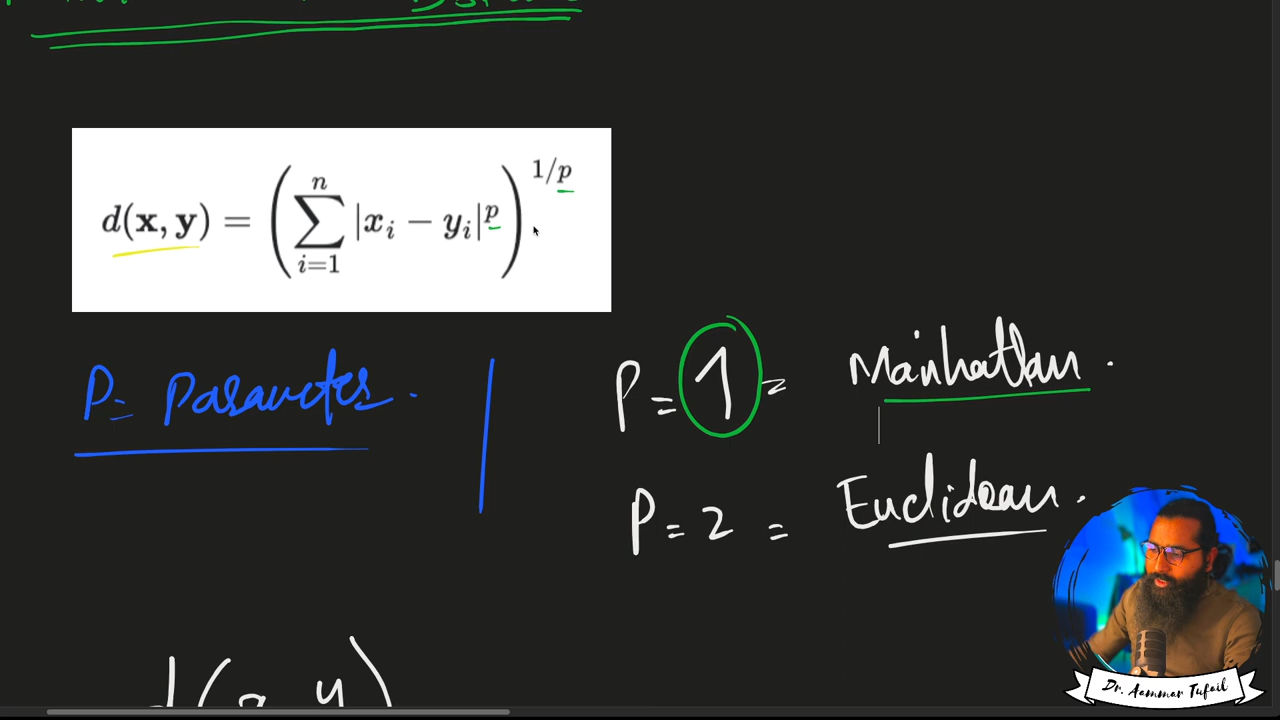 d(x, y) = ( ∑ i=1 n |x_i − y_i|^p )^{1/p}
P = Parameter.
P = 1 = Manhattan.
P = 2 = Euclidean.
d(x, y)
Dr. Aammar Tufail